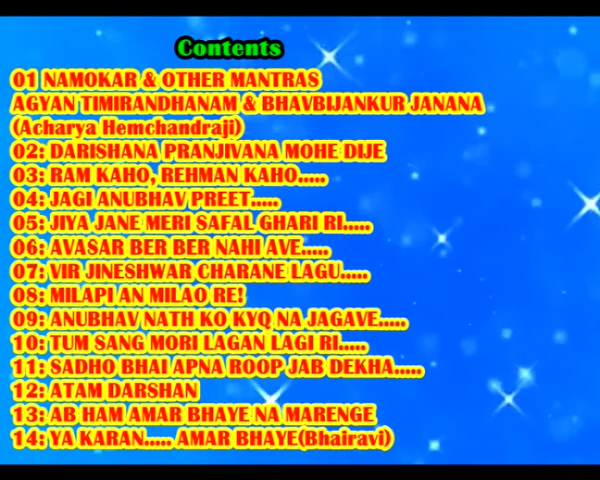 Contents
01 NAMOKAR & OTHER MANTRAS
AGYAN TIMIRANDHANAM & BHAVBIJANKUR JANANA
(Acharya Hemchandraji)
02: DARISHANA PRANJIVANA MOHE DIJE
03: RAM KAHO, REHMAN KAHO.....
04: JAGI ANUBHAV PREET.....
05: JIYA JANE MERI SAFAL GHARI RI.....
06: AVASAR BER BER NAHI AVE.....
07: VIR JINESHWAR CHARANE LAGU.....
08: MILAPI AN MILAO RE!
09: ANUBHAV NATH KO KYQ NA JAGAVE.....
10: TUM SANG MORI LAGAN LAGI RI.....
11: SADHO BHAI APNA ROOP JAB DEKHA.....
12: ATAM DARSHAN
13: AB HAM AMAR BHAYE NA MARENGE
14: YA KARAN..... AMAR BHAYE(Bhairavi)